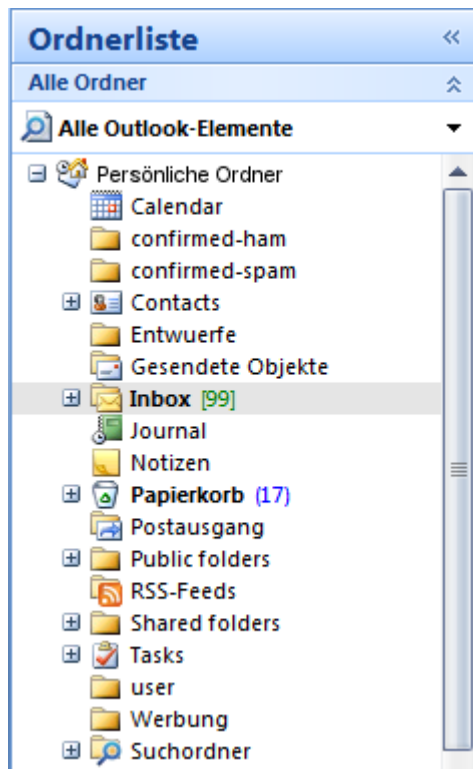 Ordnerliste
Alle Ordner
Alle Outlook-Elemente
Persönliche Ordner
Calendar
confirmed-ham
confirmed-spam
Contacts
Entwuerfe
Gesendete Objekte
Inbox [99]
Journal
Notizen
Papierkorb (17)
Postausgang
Public folders
RSS-Feeds
Shared folders
Tasks
user
Werbung
Suchordner